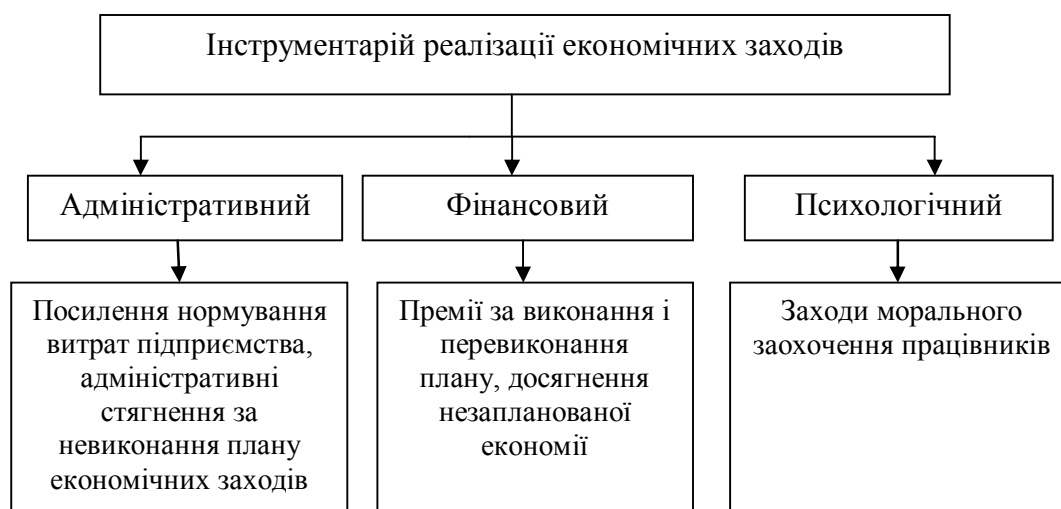 Інструментарій реалізації економічних заходів
Адміністративний
Фінансовий
Психологічний
Посилення нормування
витрат підприємства,
адміністративні
стягнення за
невиконання плану
економічних заходів
Премії за виконання і
перевиконання
плану, досягнення
незапланованої
економії
Заходи морального
заохочення працівників